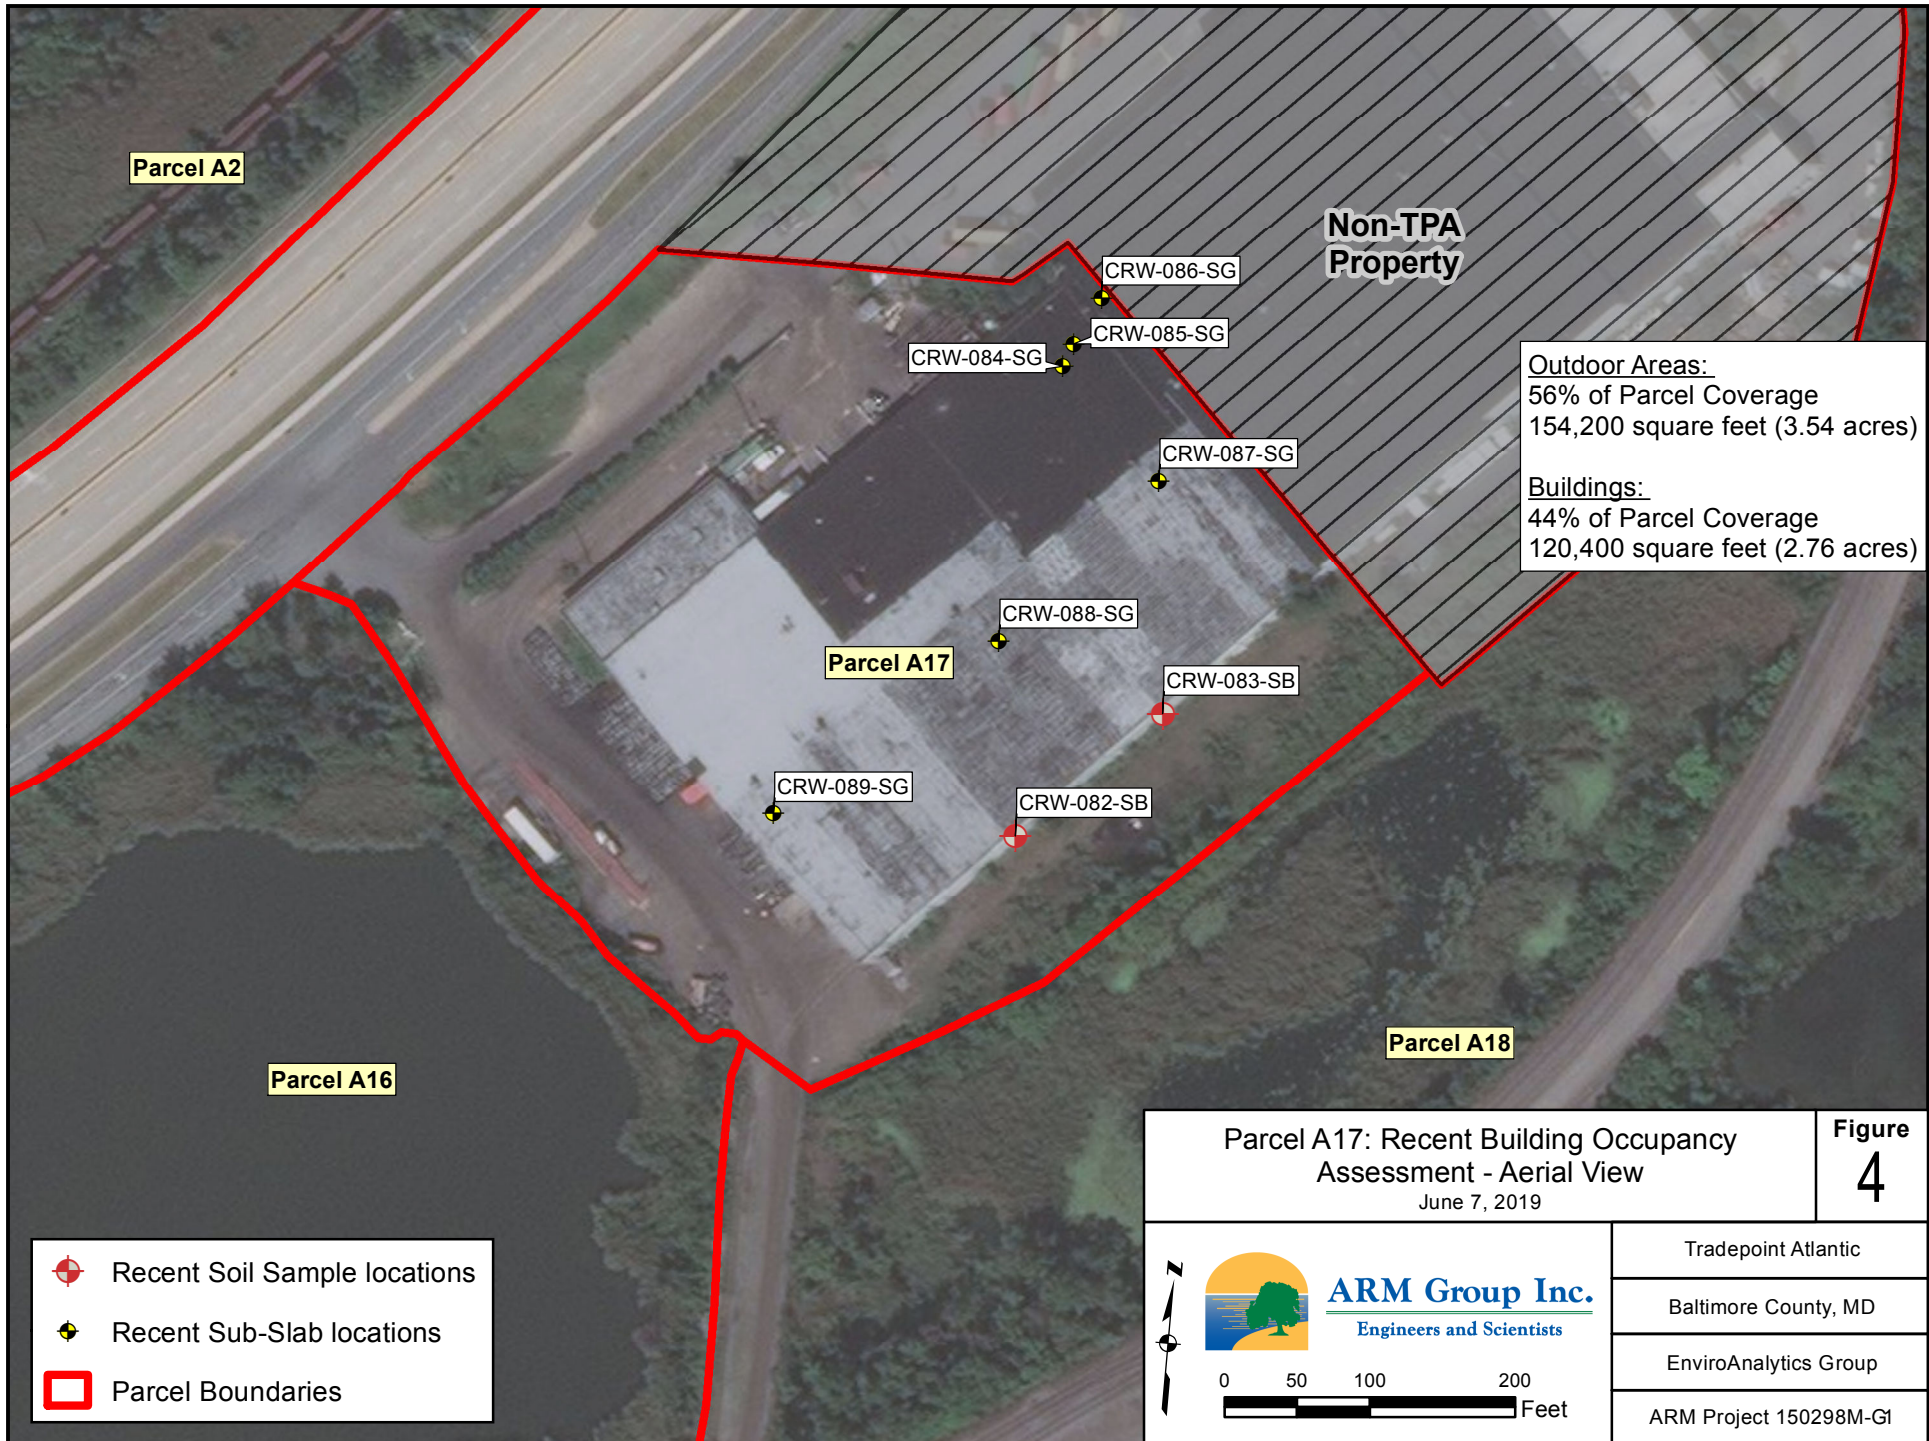 Parcel A2
Non-TPA
Property
CRW-086-SG
CRW-085-SG
CRW-084-SG
Outdoor Areas:
56% of Parcel Coverage
154,200 square feet (3.54 acres)
Buildings:
44% of Parcel Coverage
120,400 square feet (2.76 acres)
CRW-087-SG
CRW-088-SG
Parcel A17
CRW-083-SB
CRW-089-SG
CRW-082-SB
Parcel A18
Parcel A16
Parcel A17: Recent Building Occupancy
Assessment - Aerial View
June 7, 2019
Figure
4
Recent Soil Sample locations
Recent Sub-Slab locations
Parcel Boundaries
Z
ARM Group Inc.
Engineers and Scientists
0 50 100 200
Feet
Tradepoint Atlantic
Baltimore County, MD
EnviroAnalytics Group
ARM Project 150298M-G1